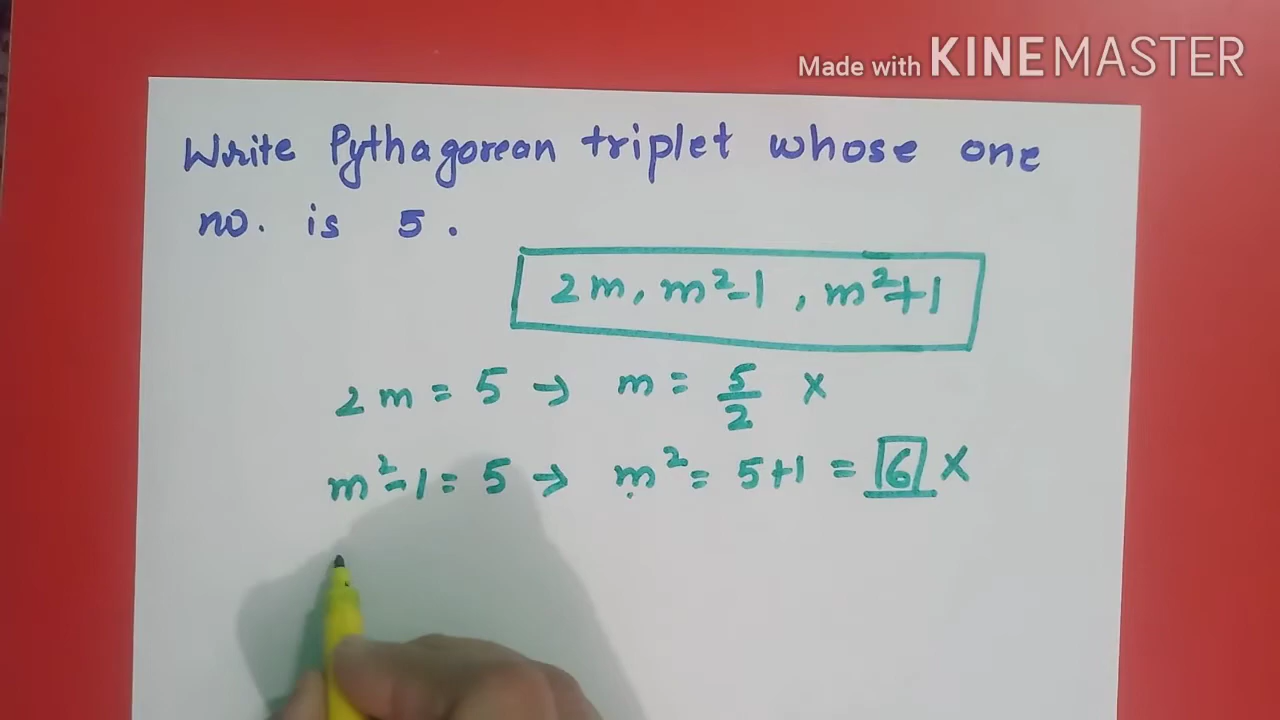 Made with KINEMASTER
Write Pythagorean triplet whose one
no. is 5.
2m, m²-1, m²+1
2m = 5 → m = 5/2 ×
m²-1 = 5 → m² = 5+1 = 6 ×